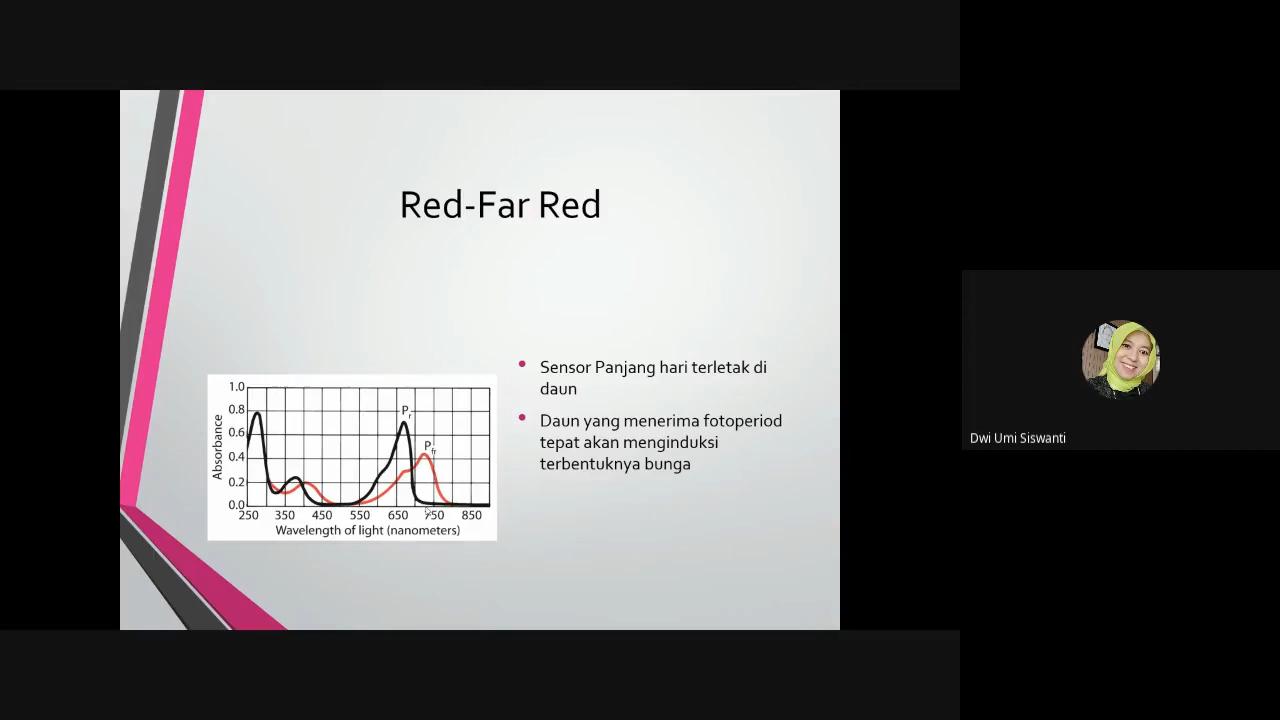 Red-Far Red
Sensor Panjang hari terletak di
daun
Daun yang menerima fotoperiod
tepat akan menginduksi
terbentuknya bunga
1.0
0.8
0.6
0.4
0.2
0.0
Absorbance
Pr
Pfr
250 350 450 550 650 750 850
Wavelength of light (nanometers)
Dwi Umi Siswanti